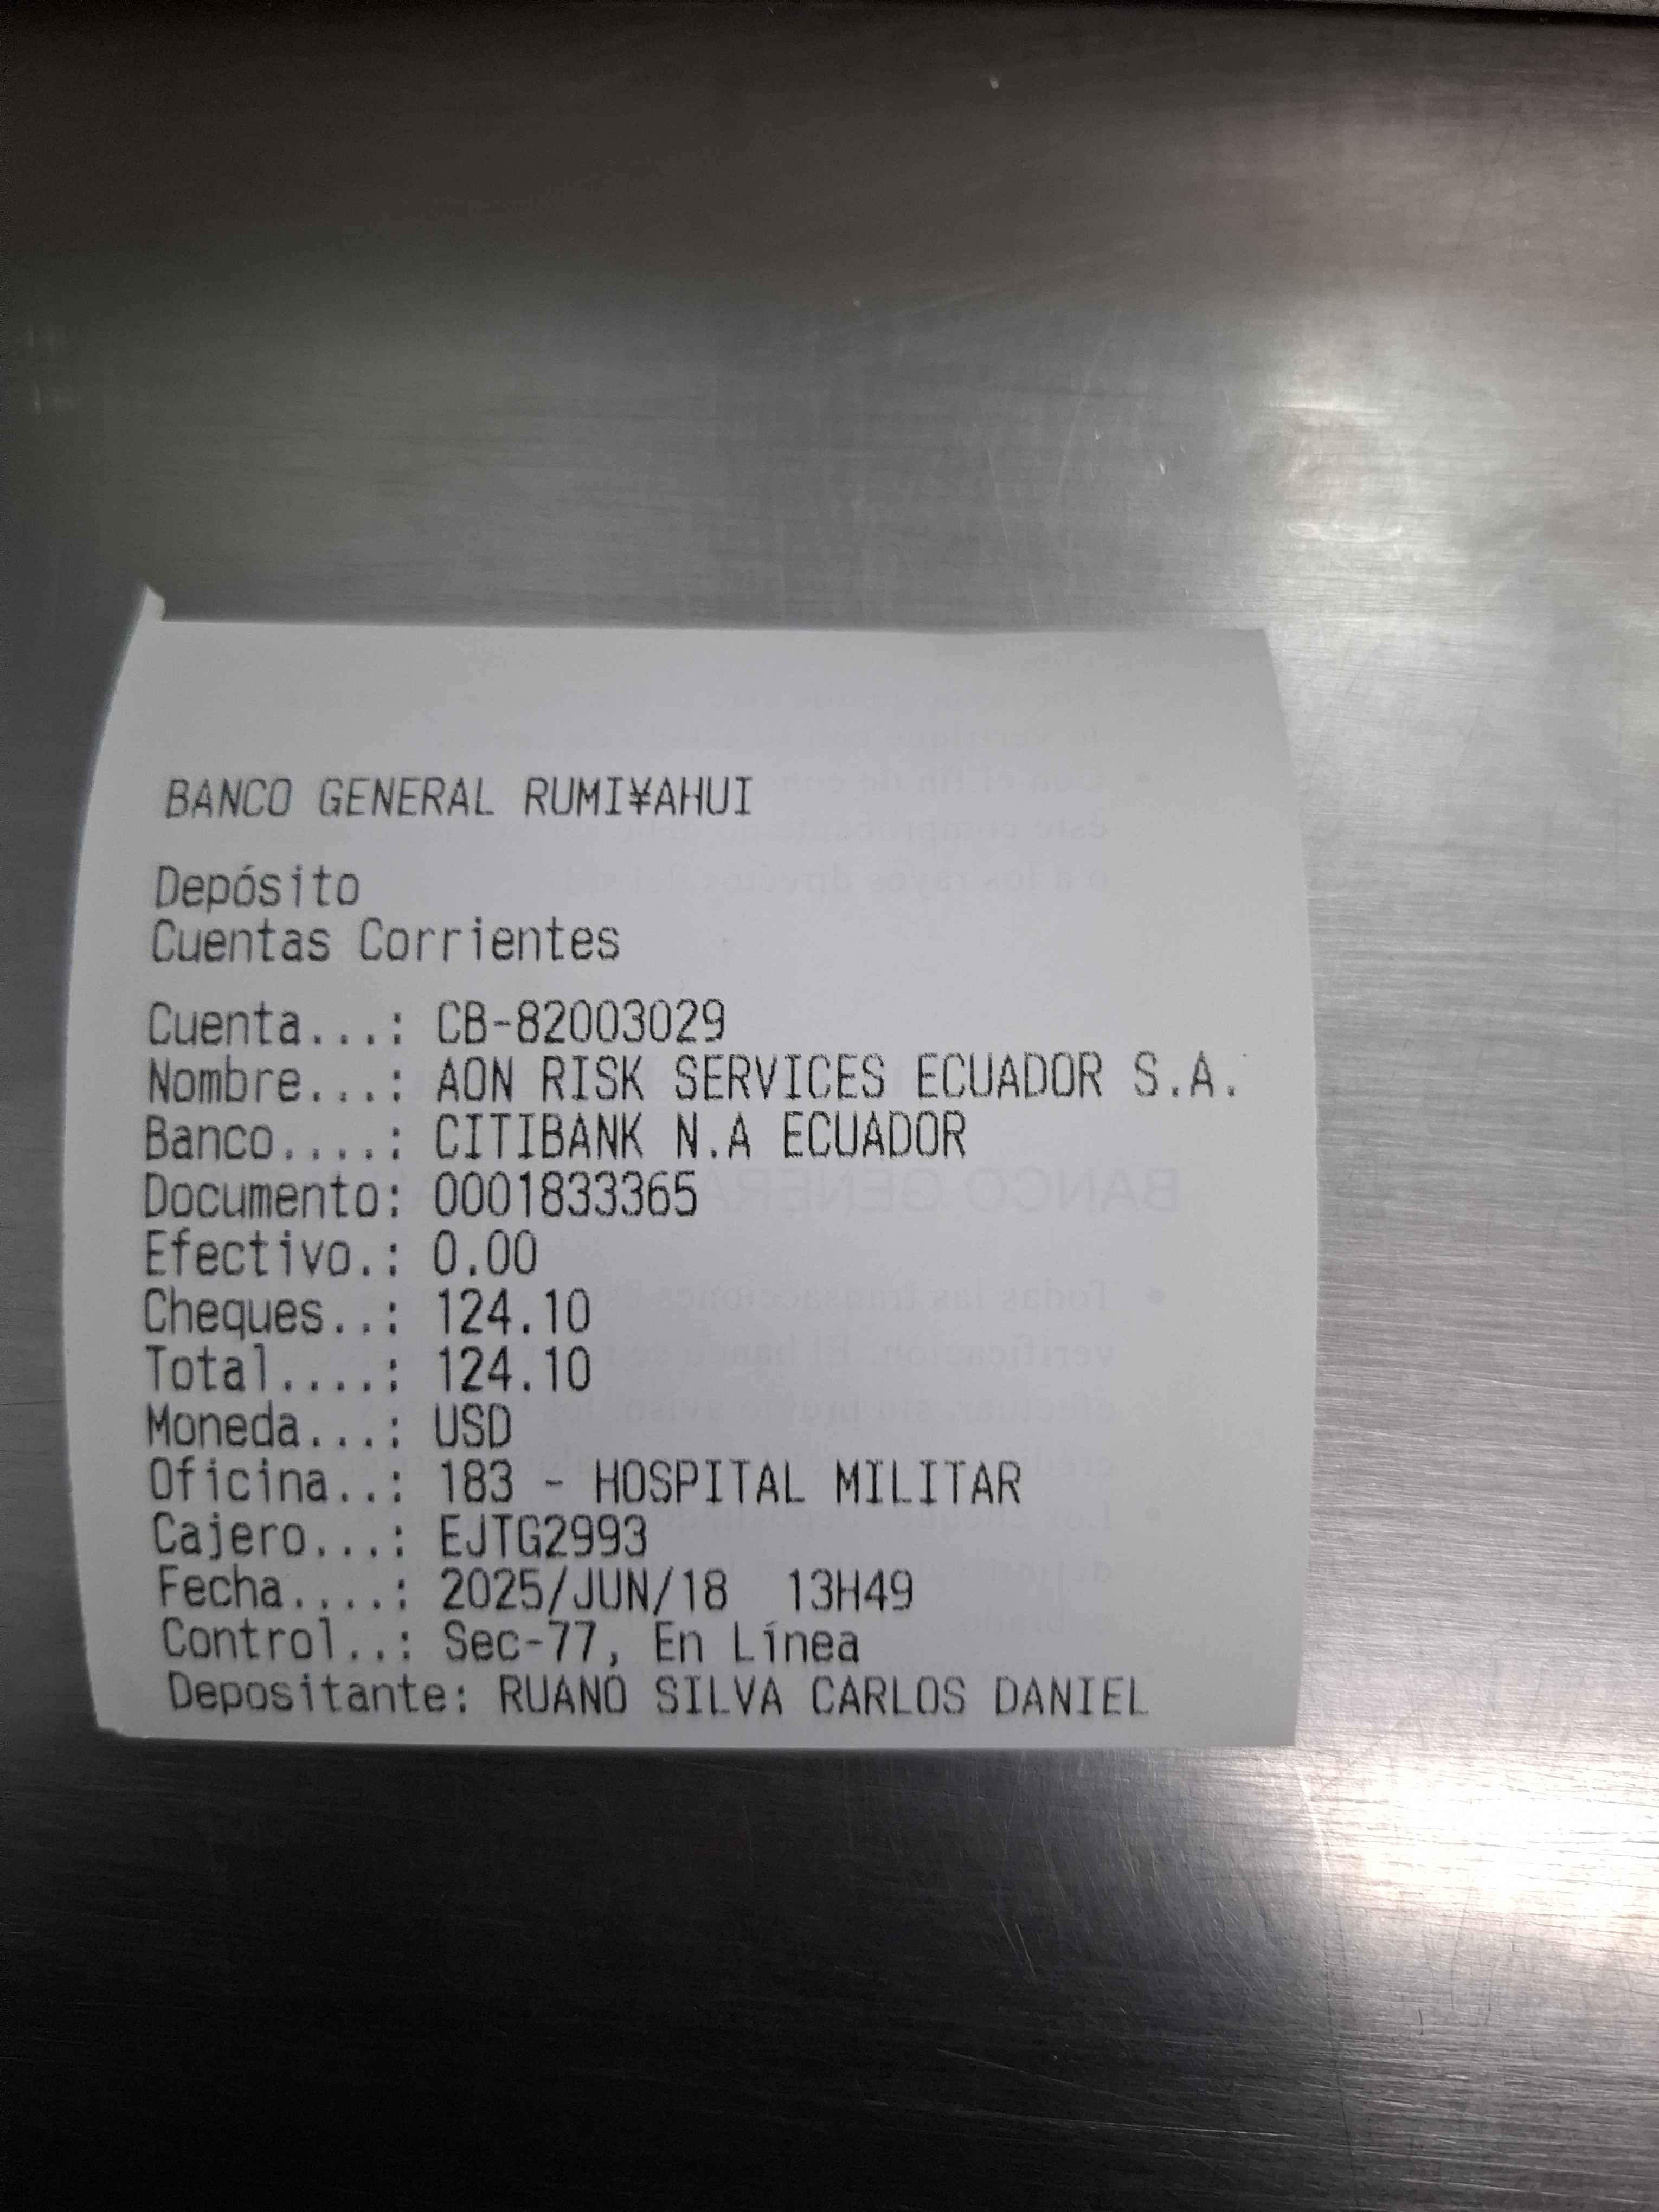 BANCO GENERAL RUMI¥AHUI
Depósito
Cuentas Corrientes
Cuenta...: CB-82003029
Nombre...: AON RISK SERVICES ECUADOR S.A.
Banco....: CITIBANK N.A ECUADOR
Documento: 0001833365
Efectivo.: 0.00
Cheques..: 124.10
Total....: 124.10
Moneda...: USD
Oficina..: 183 - HOSPITAL MILITAR
Cajero...: EJTG2993
Fecha....: 2025/JUN/18 13H49
Control..: Sec-77, En Línea
Depositante: RUANO SILVA CARLOS DANIEL